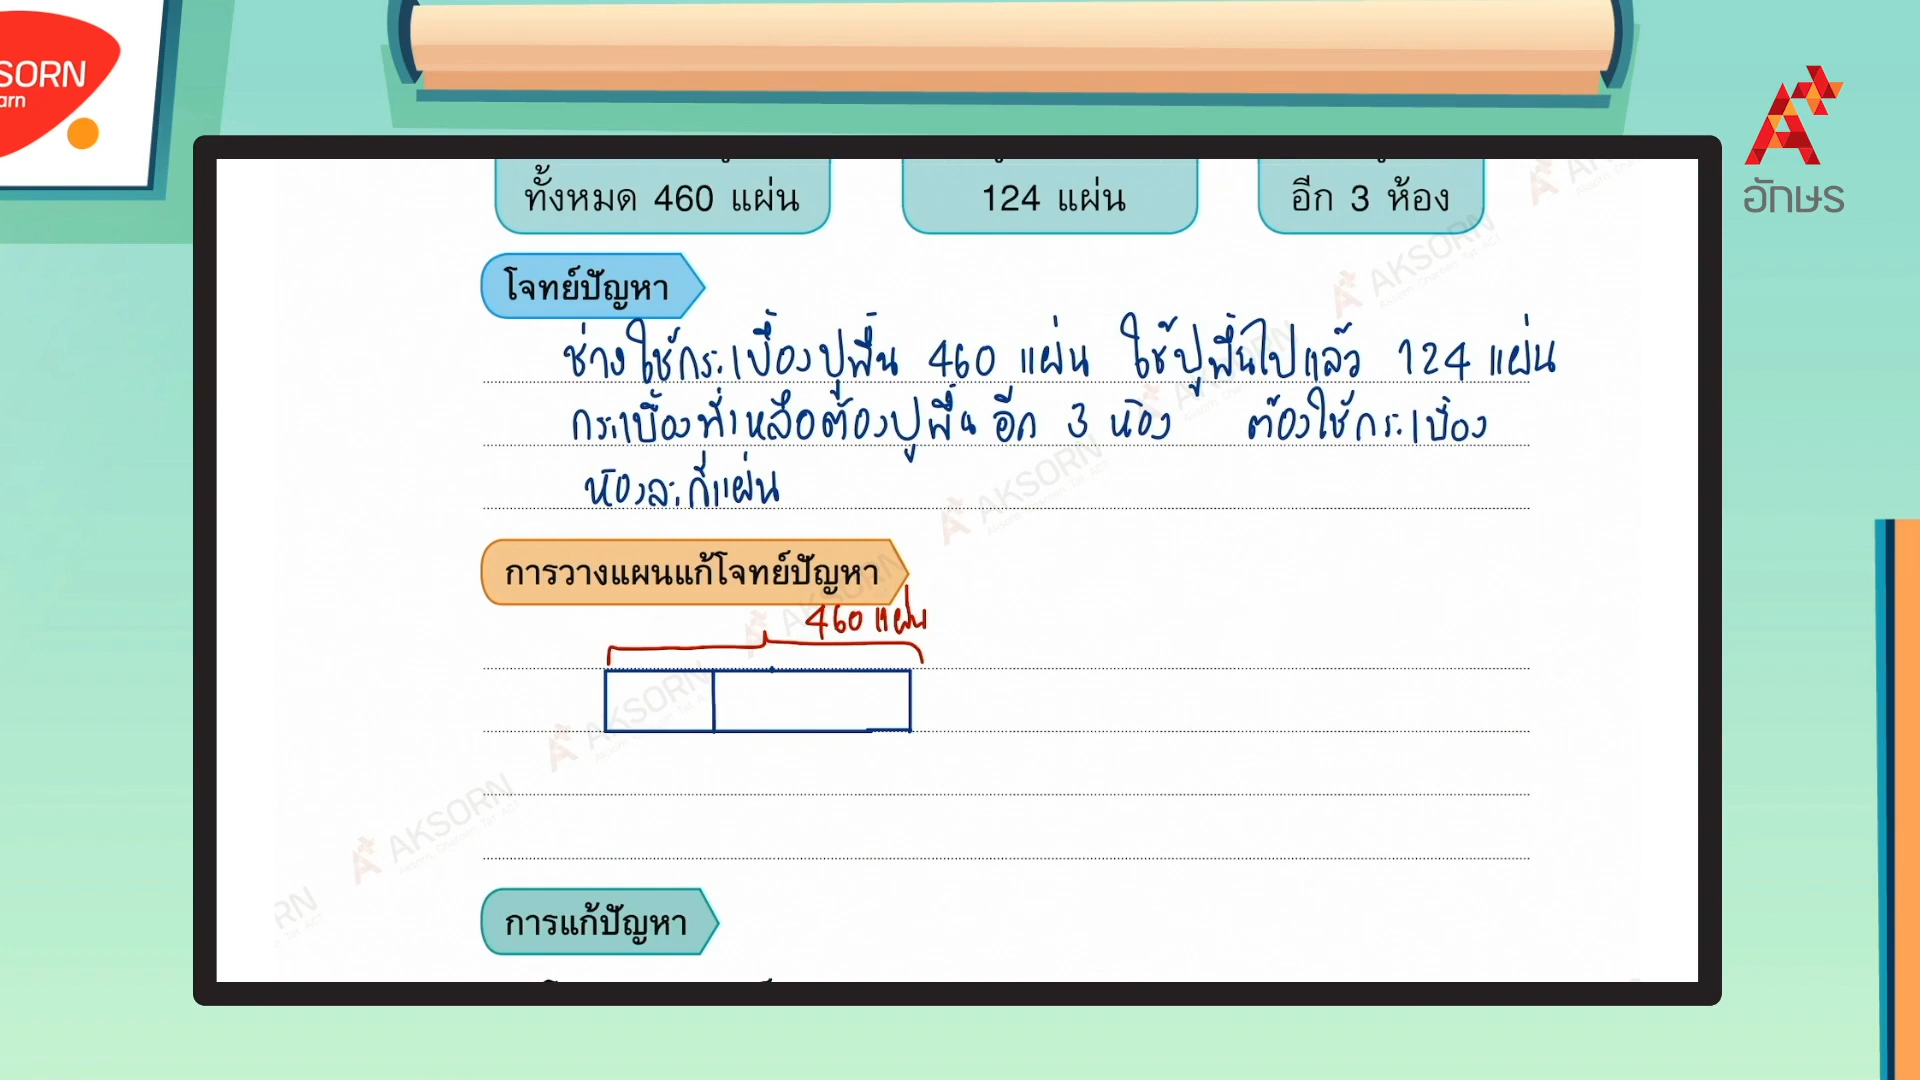 SORN
arn
อักษร
ทั้งหมด 460 แผ่น
124 แผ่น
อีก 3 ห้อง
โจทย์ปัญหา
ช่างใช้กระเบื้องปูพื้น 460 แผ่น ใช้ปูพื้นไปแล้ว 124 แผ่น
กระเบื้องที่เหลือต้องปูพื้นอีก 3 ห้อง ต้องใช้กระเบื้อง
ห้องละกี่แผ่น
การวางแผนแก้โจทย์ปัญหา
460 แผ่น
การแก้ปัญหา
AKSORN
AKSORN
AKSORN
AKSORN
RN